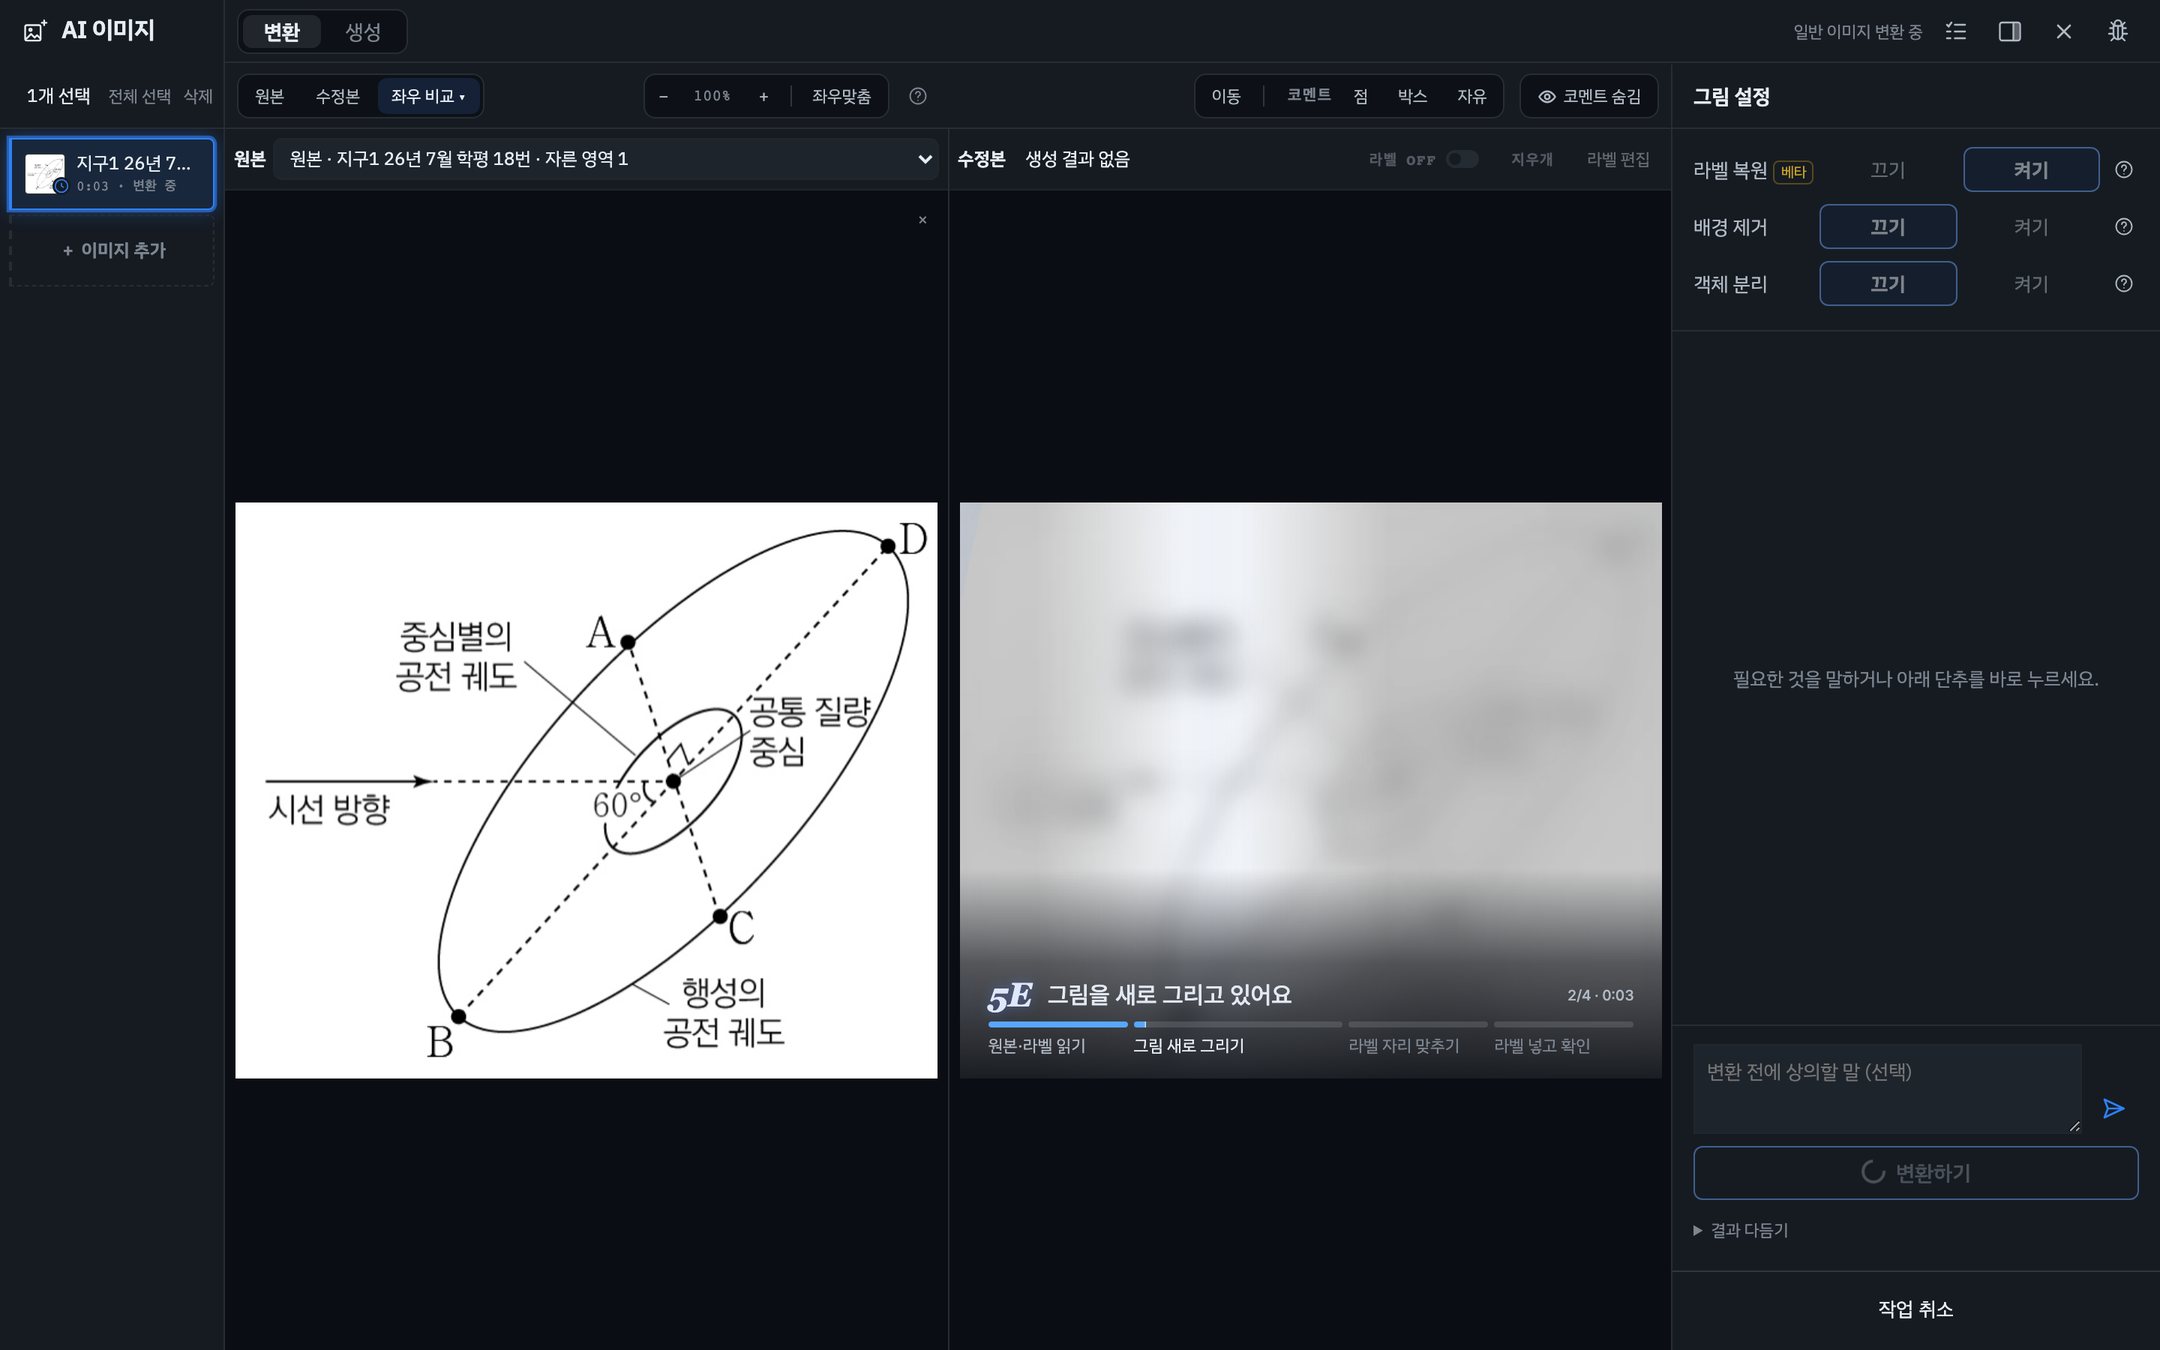 AI 이미지
변환
생성
일반 이미지 변환 중
1개 선택
전체 선택
삭제
원본
수정본
좌우 비교 ▾
− 100% +
좌우맞춤
이동
코멘트
점
박스
자유
코멘트 숨김
그림 설정
지구1 26년 7...
0:03 · 변환 중
+ 이미지 추가
원본
원본 · 지구1 26년 7월 학평 18번 · 자른 영역 1
수정본
생성 결과 없음
라벨 OFF
지우개
라벨 편집
라벨 복원
베타
끄기
켜기
배경 제거
끄기
켜기
객체 분리
끄기
켜기
×
D
A
중심별의
공전 궤도
공통 질량
중심
시선 방향
60°
C
행성의
공전 궤도
B
5E
그림을 새로 그리고 있어요
2/4 · 0:03
원본·라벨 읽기
그림 새로 그리기
라벨 자리 맞추기
라벨 넣고 확인
필요한 것을 말하거나 아래 단추를 바로 누르세요.
변환 전에 상의할 말 (선택)
변환하기
▶ 결과 다듬기
작업 취소